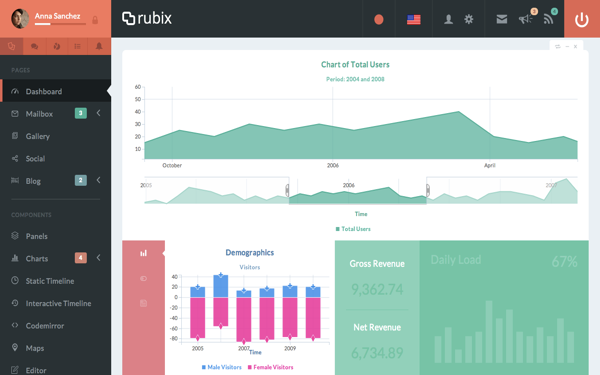 Anna Sanchez
rubix
3
4
PAGES
Dashboard
Mailbox 3
Gallery
Social
Blog 2
COMPONENTS
Panels
Charts 4
Static Timeline
Interactive Timeline
Codemirror
Maps
Editor
Chart of Total Users
Period: 2004 and 2008
60
50
40
30
20
10
October 2006 April
2005 2006 2007
Time
Total Users
Demographics
Visitors
40
20
0
-20
-40
-60
-80
2005 2007 2009
Time
Male Visitors Female Visitors
Gross Revenue
9,362.74
Net Revenue
6,734.89
Daily Load 67%